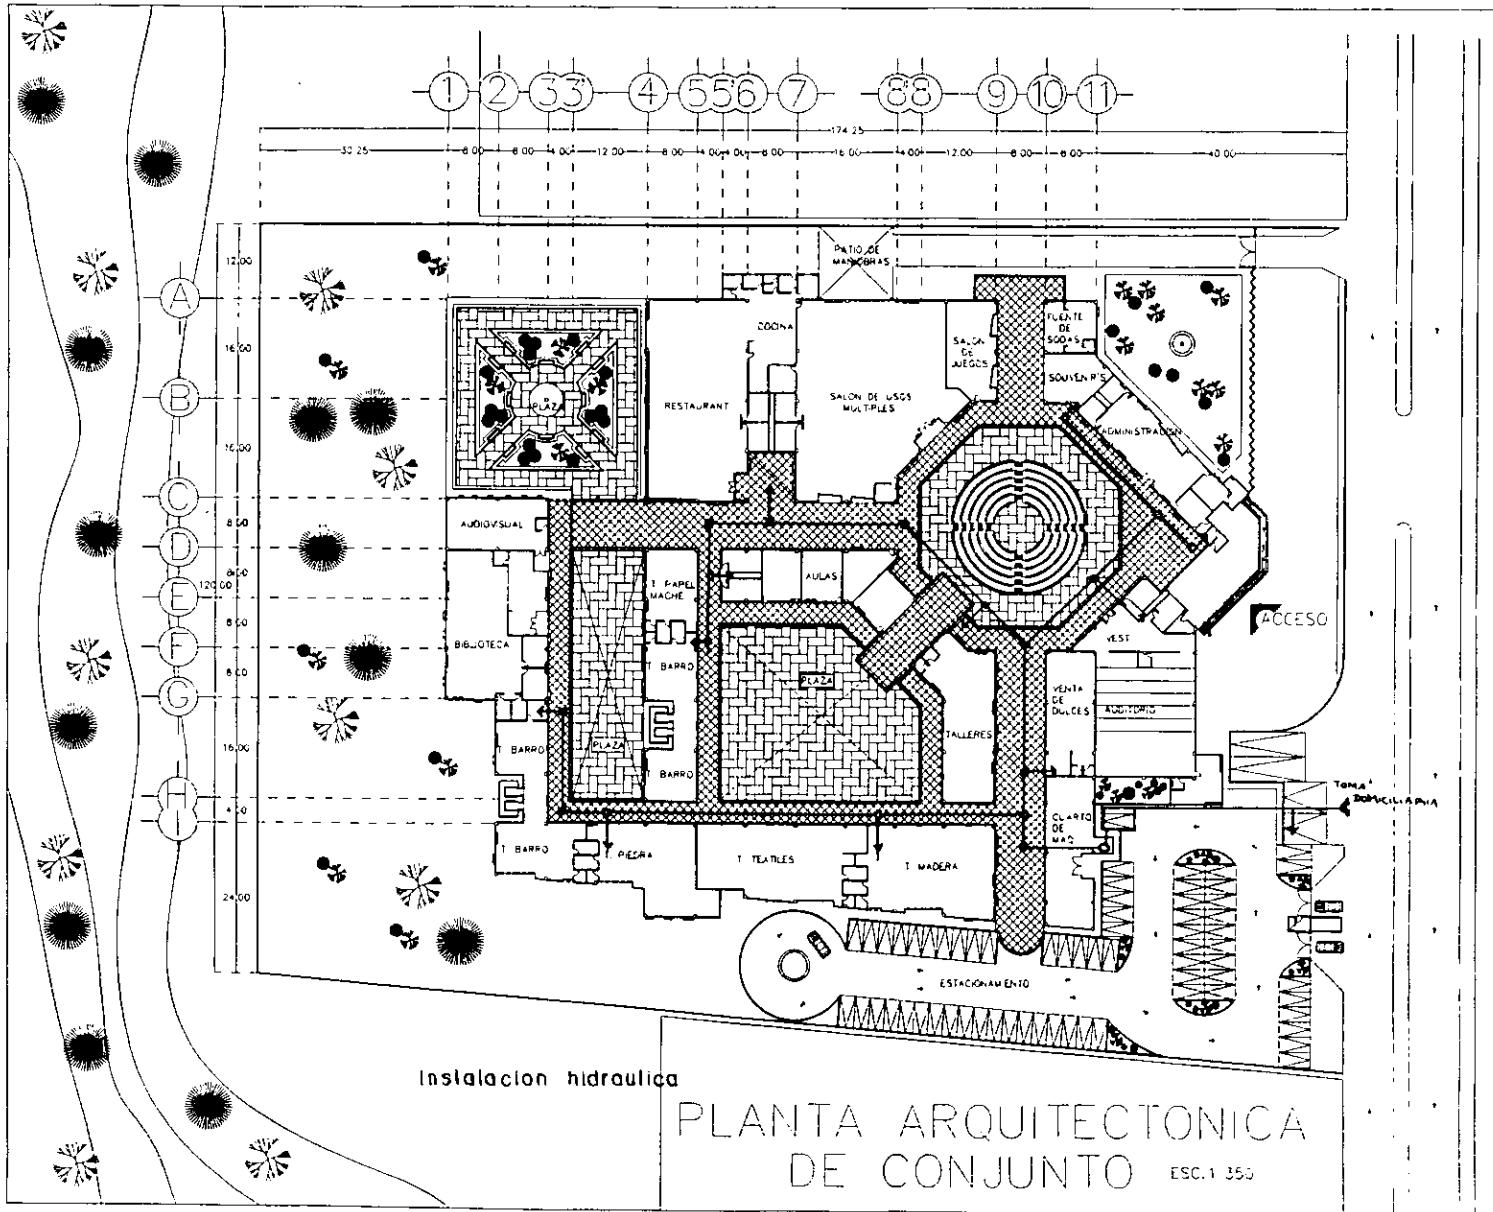 1 2 3 3' 4 5 5' 6 7 8' 8 9 10 11
174.25
30.25 8.00 8.00 4.00 12.00 8.00 4.00 4.00 8.00 16.00 4.00 12.00 8.00 8.00 40.00
PATIO DE
MANIOBRAS
12.00
A
COCINA
FUENTE
DE
SODAS
SALON
DE
JUEGOS
16.00
SOUVENIR'S
B
PLAZA
RESTAURANT
SALON DE USOS
MULTIPLES
ADMINISTRACION
16.00
C
AUDIOVISUAL
8.00
D
8.00
T. PAPEL
MACHE
AULAS
120.00
E
8.00
ACCESO
F
BIBLIOTECA
T. BARRO
VEST
8.00
PLAZA
G
VENTA
DE
DULCES
AUDITORIO
16.00
T. BARRO
PLAZA
TALLERES
T. BARRO
H
TOMA
DOMICILIARIA
4.00
I
CUARTO
DE
MAQ
T. BARRO
T. PIEDRA
T. TEXTILES
T. MADERA
24.00
ESTACIONAMIENTO
Instalacion hidraulica
PLANTA ARQUITECTONICA
DE CONJUNTO ESC. 1 350